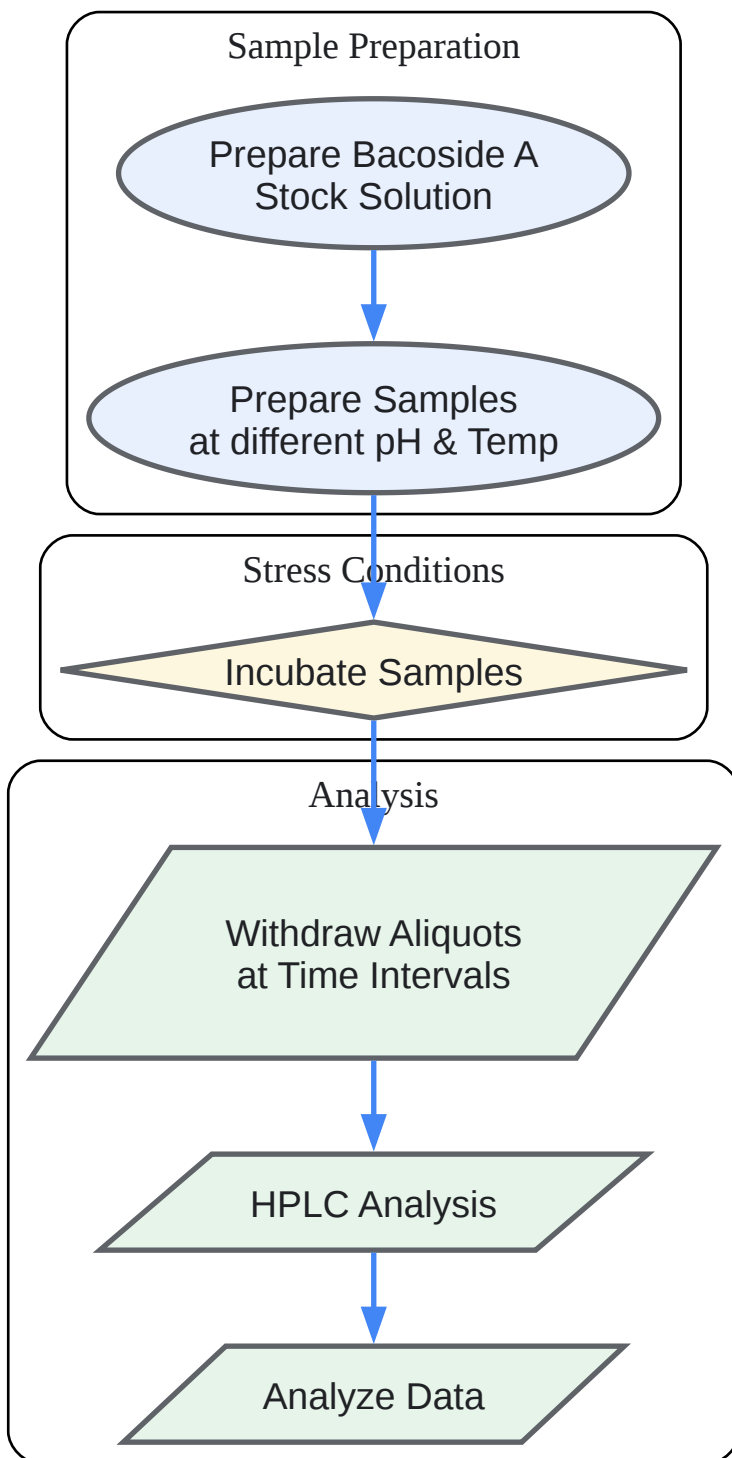 Sample Preparation
Prepare Bacoside A
Stock Solution
Prepare Samples
at different pH & Temp
Stress Conditions
Incubate Samples
Analysis
Withdraw Aliquots
at Time Intervals
HPLC Analysis
Analyze Data